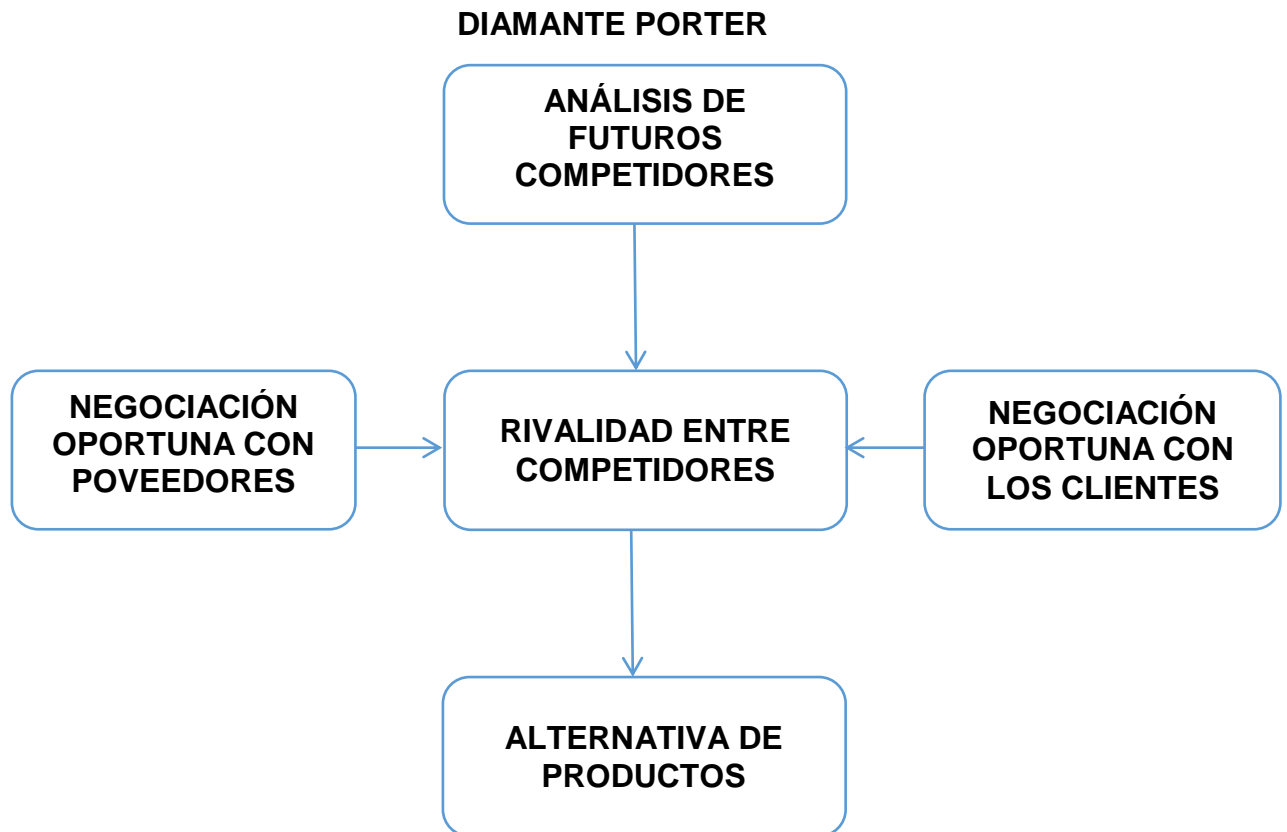 DIAMANTE PORTER
ANÁLISIS DE
FUTUROS
COMPETIDORES
NEGOCIACIÓN
OPORTUNA CON
POVEEDORES
RIVALIDAD ENTRE
COMPETIDORES
NEGOCIACIÓN
OPORTUNA CON
LOS CLIENTES
ALTERNATIVA DE
PRODUCTOS